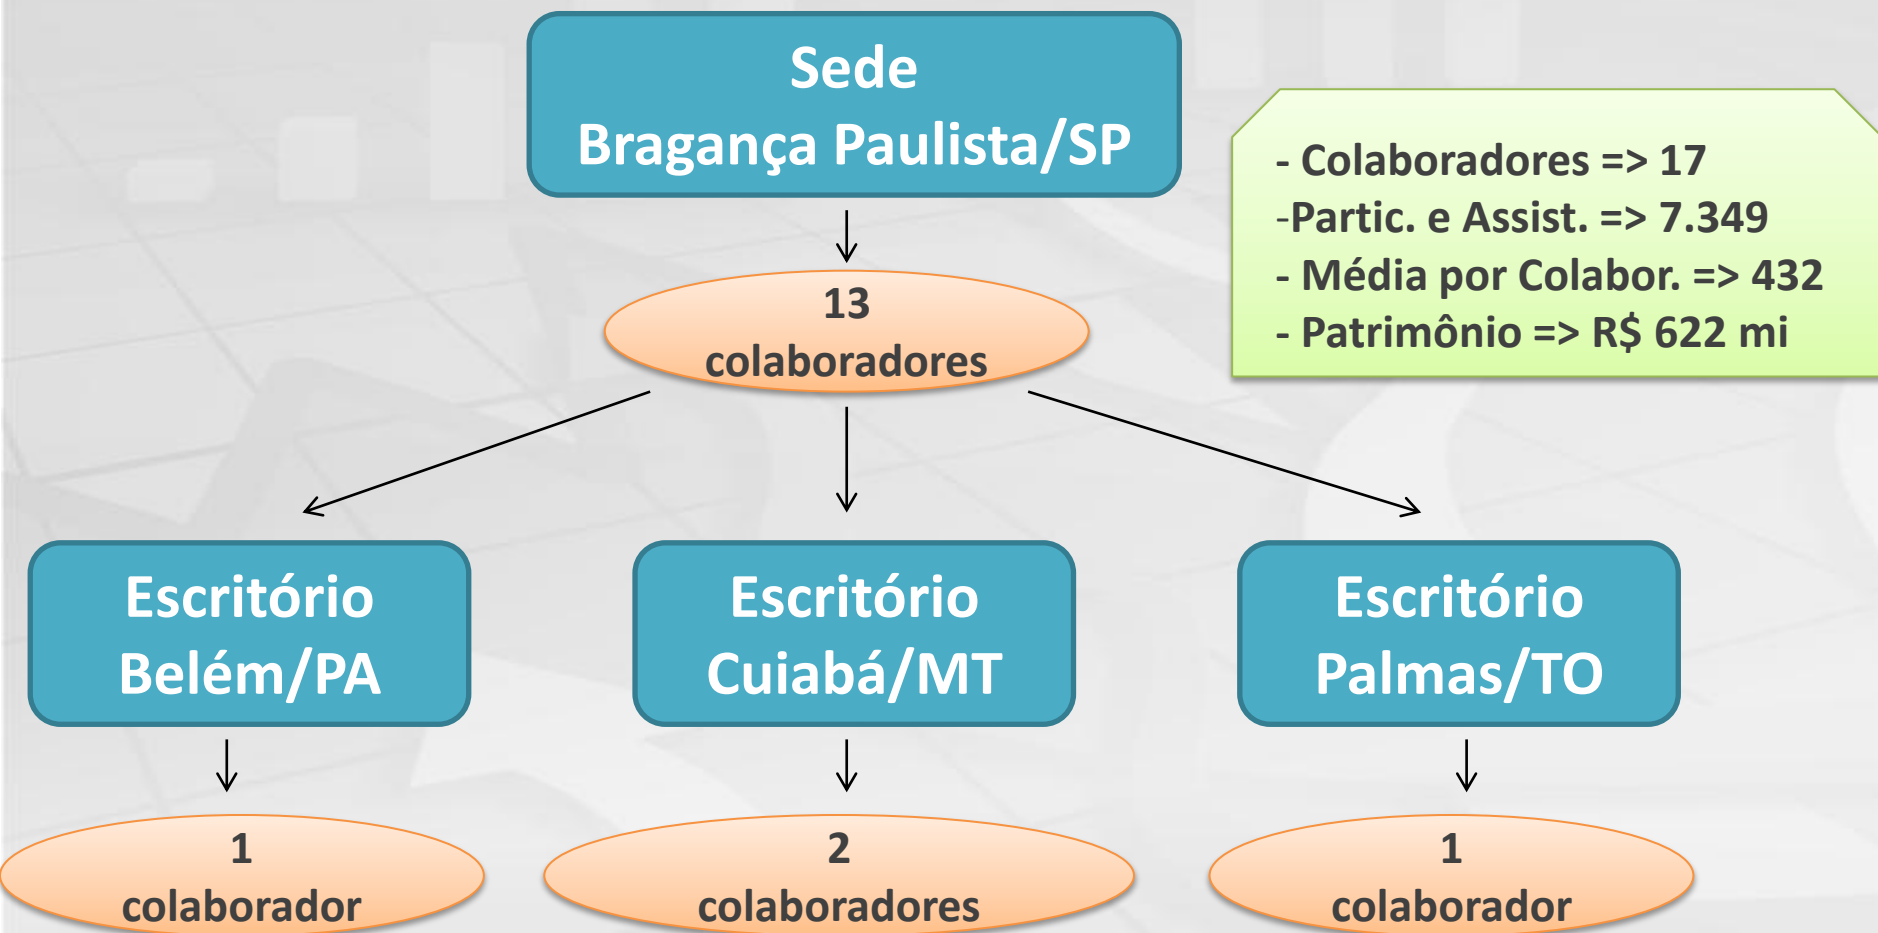 Sede
Bragança Paulista/SP
- Colaboradores => 17
-Partic. e Assist. => 7.349
- Média por Colabor. => 432
- Patrimônio => R$ 622 mi
13
colaboradores
Escritório
Belém/PA
Escritório
Cuiabá/MT
Escritório
Palmas/TO
1
colaborador
2
colaboradores
1
colaborador